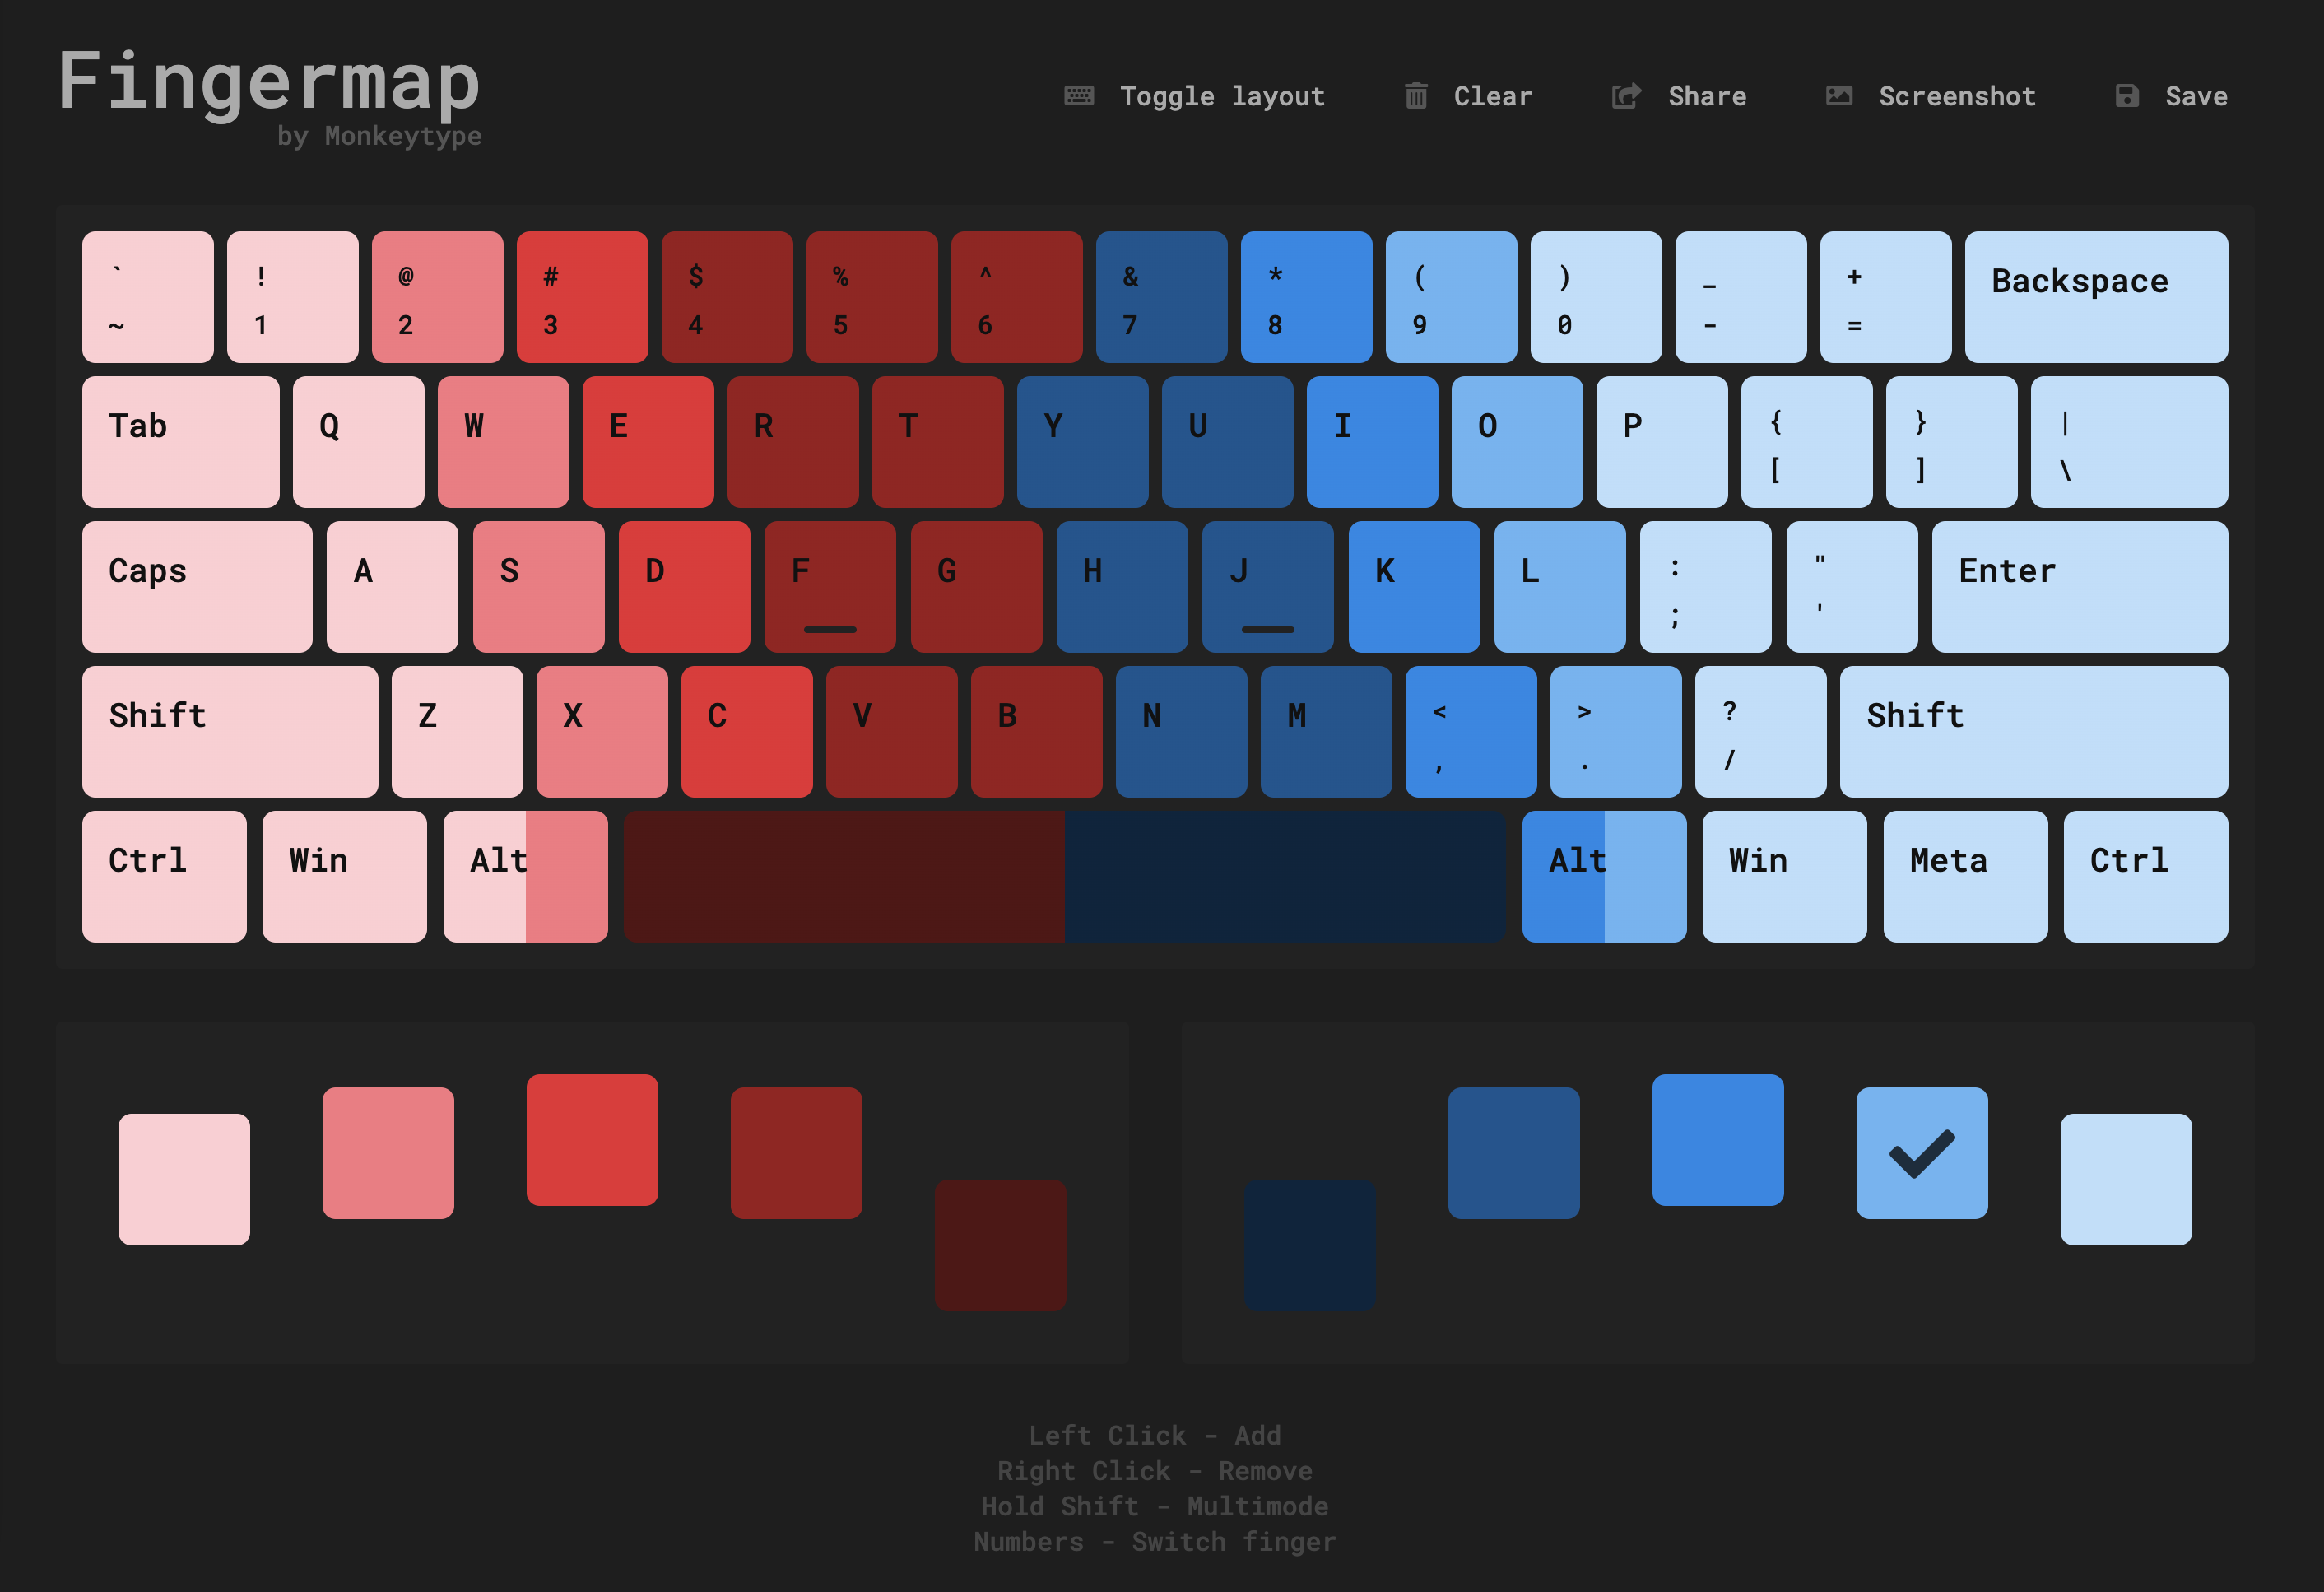 Fingermap
by Monkeytype
Toggle layout Clear Share Screenshot Save
` ! @ # $ % ^ & * ( ) _ + Backspace
~ 1 2 3 4 5 6 7 8 9 0 - =
Tab Q W E R T Y U I O P { } |
[ ] \
Caps A S D F G H J K L : " Enter
; '
Shift Z X C V B N M < > ? Shift
, . /
Ctrl Win Alt Alt Win Meta Ctrl
Left Click - Add
Right Click - Remove
Hold Shift - Multimode
Numbers - Switch finger